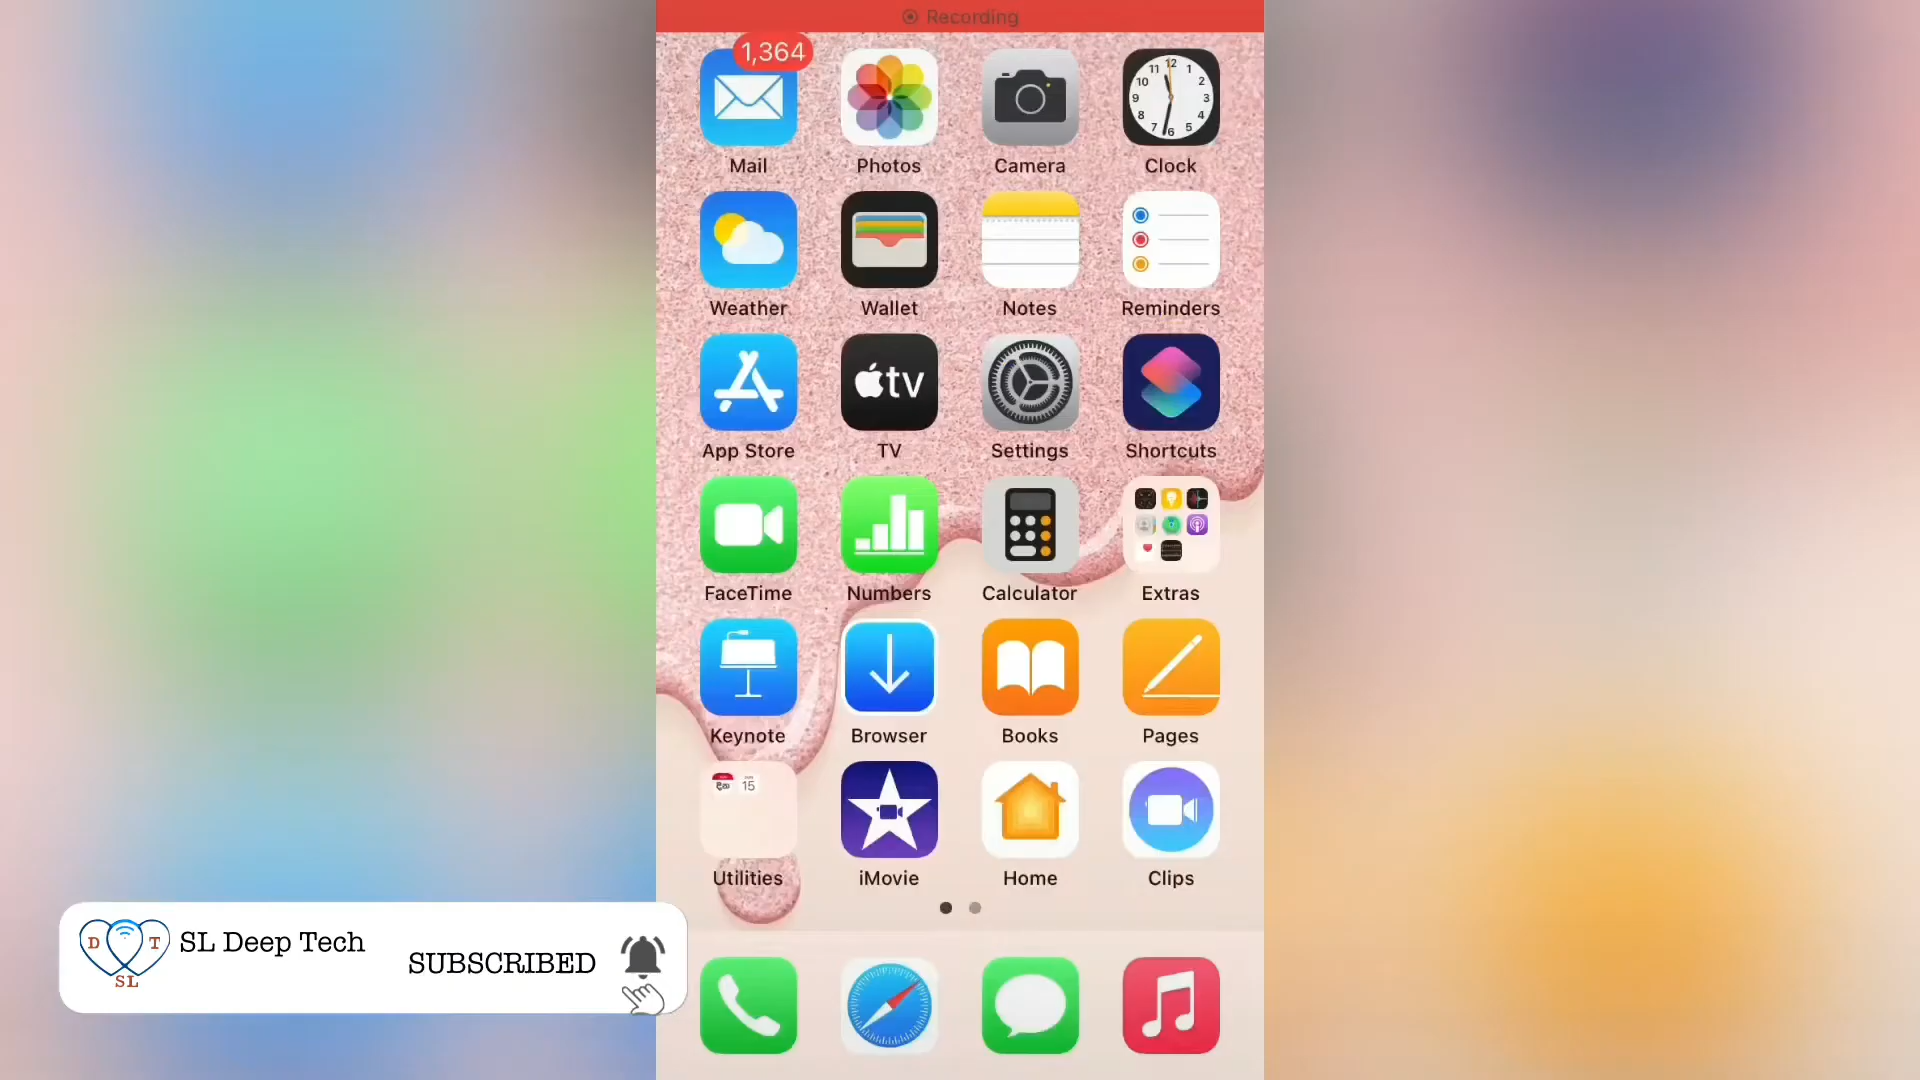 Recording
1,364
Mail Photos Camera Clock
Weather Wallet Notes Reminders
tv
App Store TV Settings Shortcuts
FaceTime Numbers Calculator Extras
Keynote Browser Books Pages
15
Utilities iMovie Home Clips
D T
SL
SL Deep Tech
SUBSCRIBED